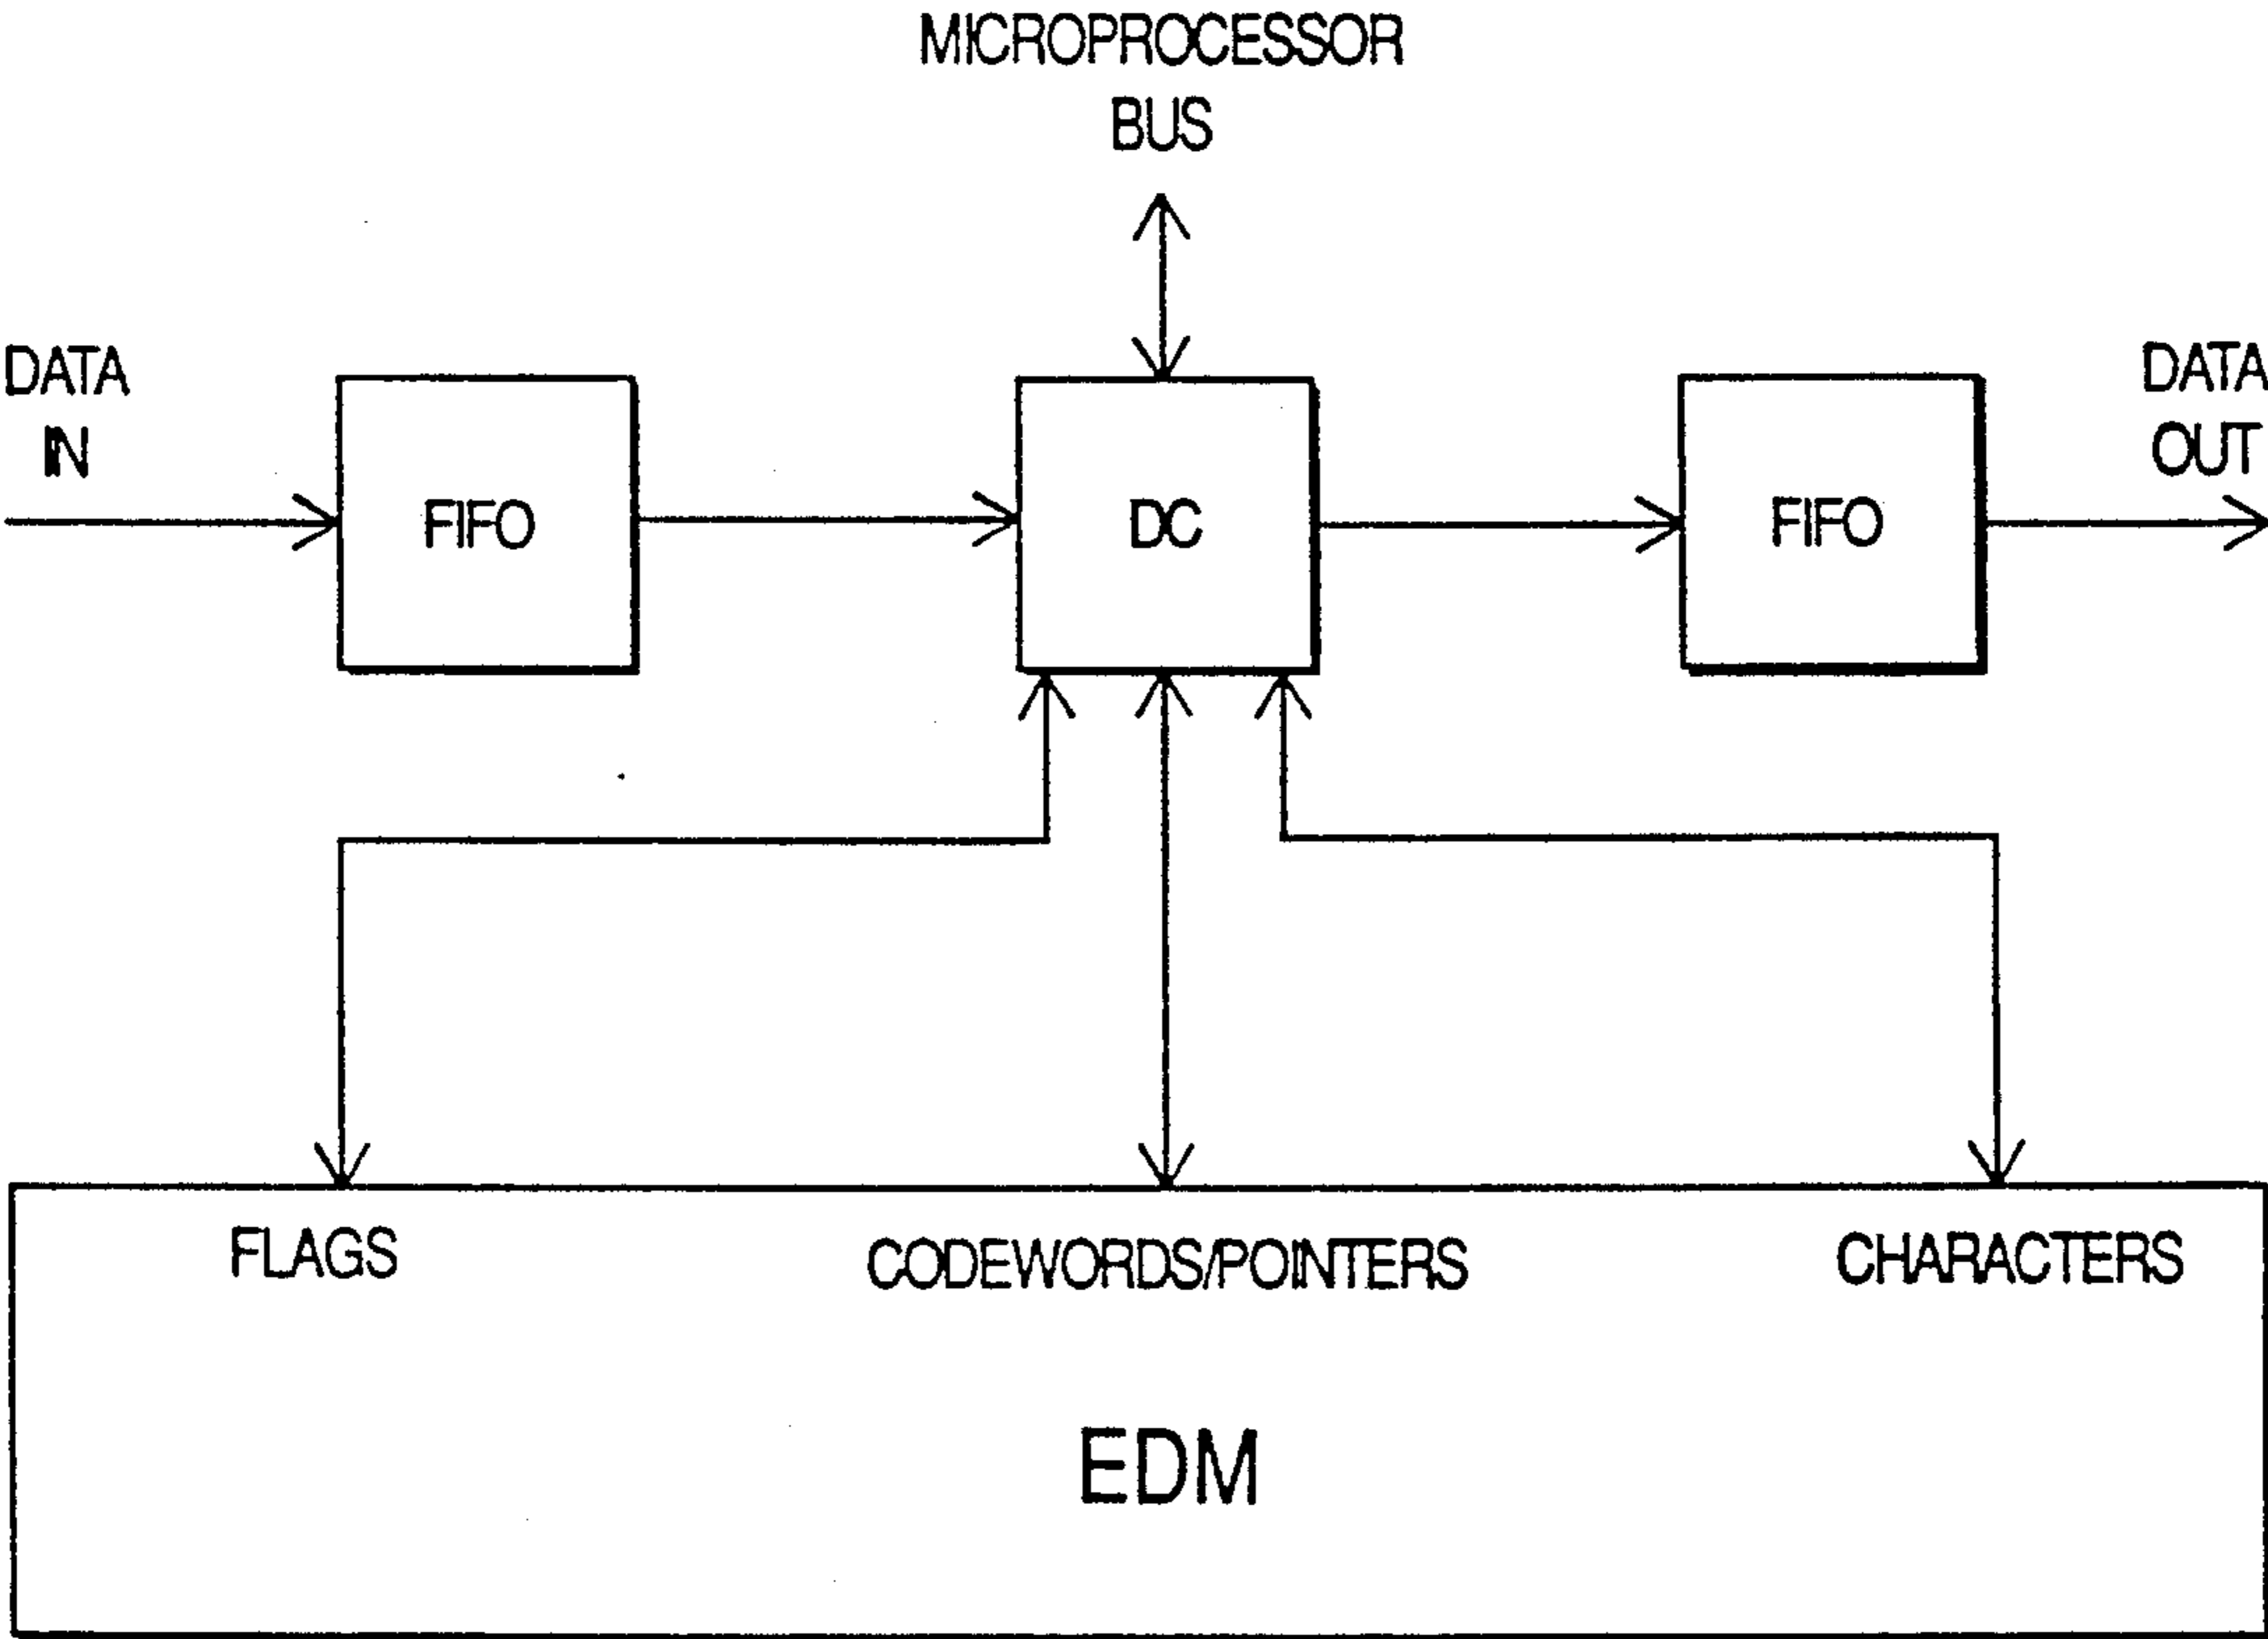 MICROPROCESSOR
BUS
DATA
IN
DATA
OUT
FIFO
DC
FIFO
FLAGS
CODEWORDS/POINTERS
CHARACTERS
EDM